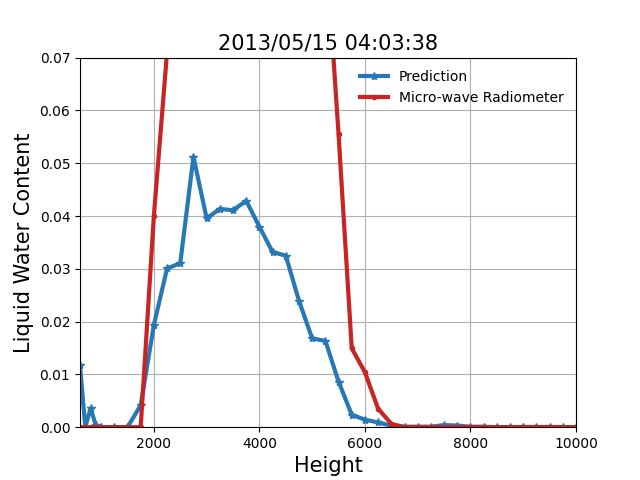 2013/05/15 04:03:38
Prediction
Micro-wave Radiometer
Liquid Water Content
0.07
0.06
0.05
0.04
0.03
0.02
0.01
0.00
2000 4000 6000 8000 10000
Height